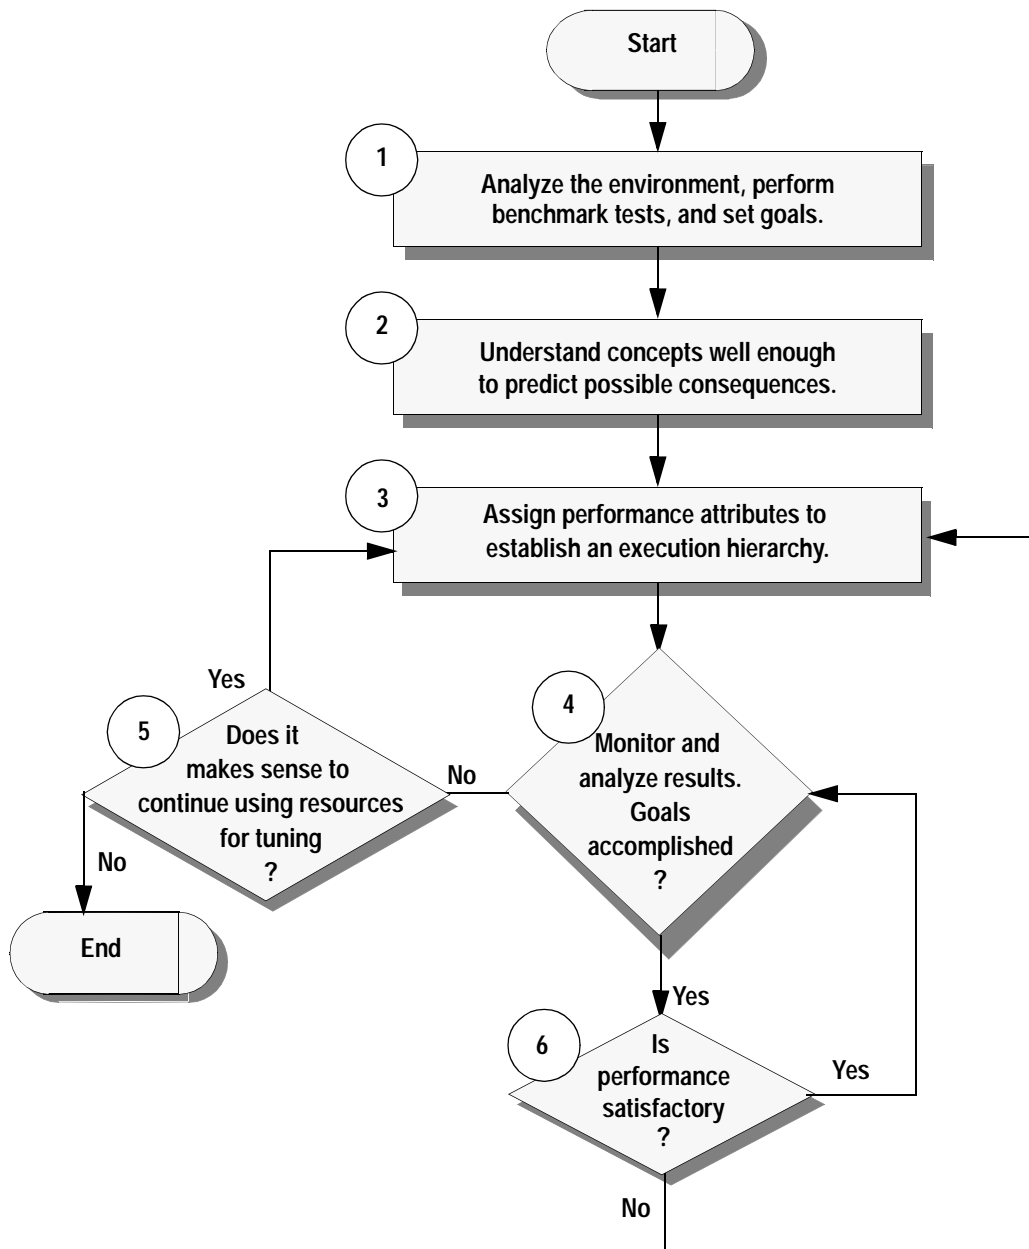 Start
1
Analyze the environment, perform
benchmark tests, and set goals.
2
Understand concepts well enough
to predict possible consequences.
3
Assign performance attributes to
establish an execution hierarchy.
4
Monitor and
analyze results.
Goals
accomplished
?
No
5
Yes
Does it
makes sense to
continue using resources
for tuning
?
No
End
Yes
6
Is
performance
satisfactory
?
Yes
No